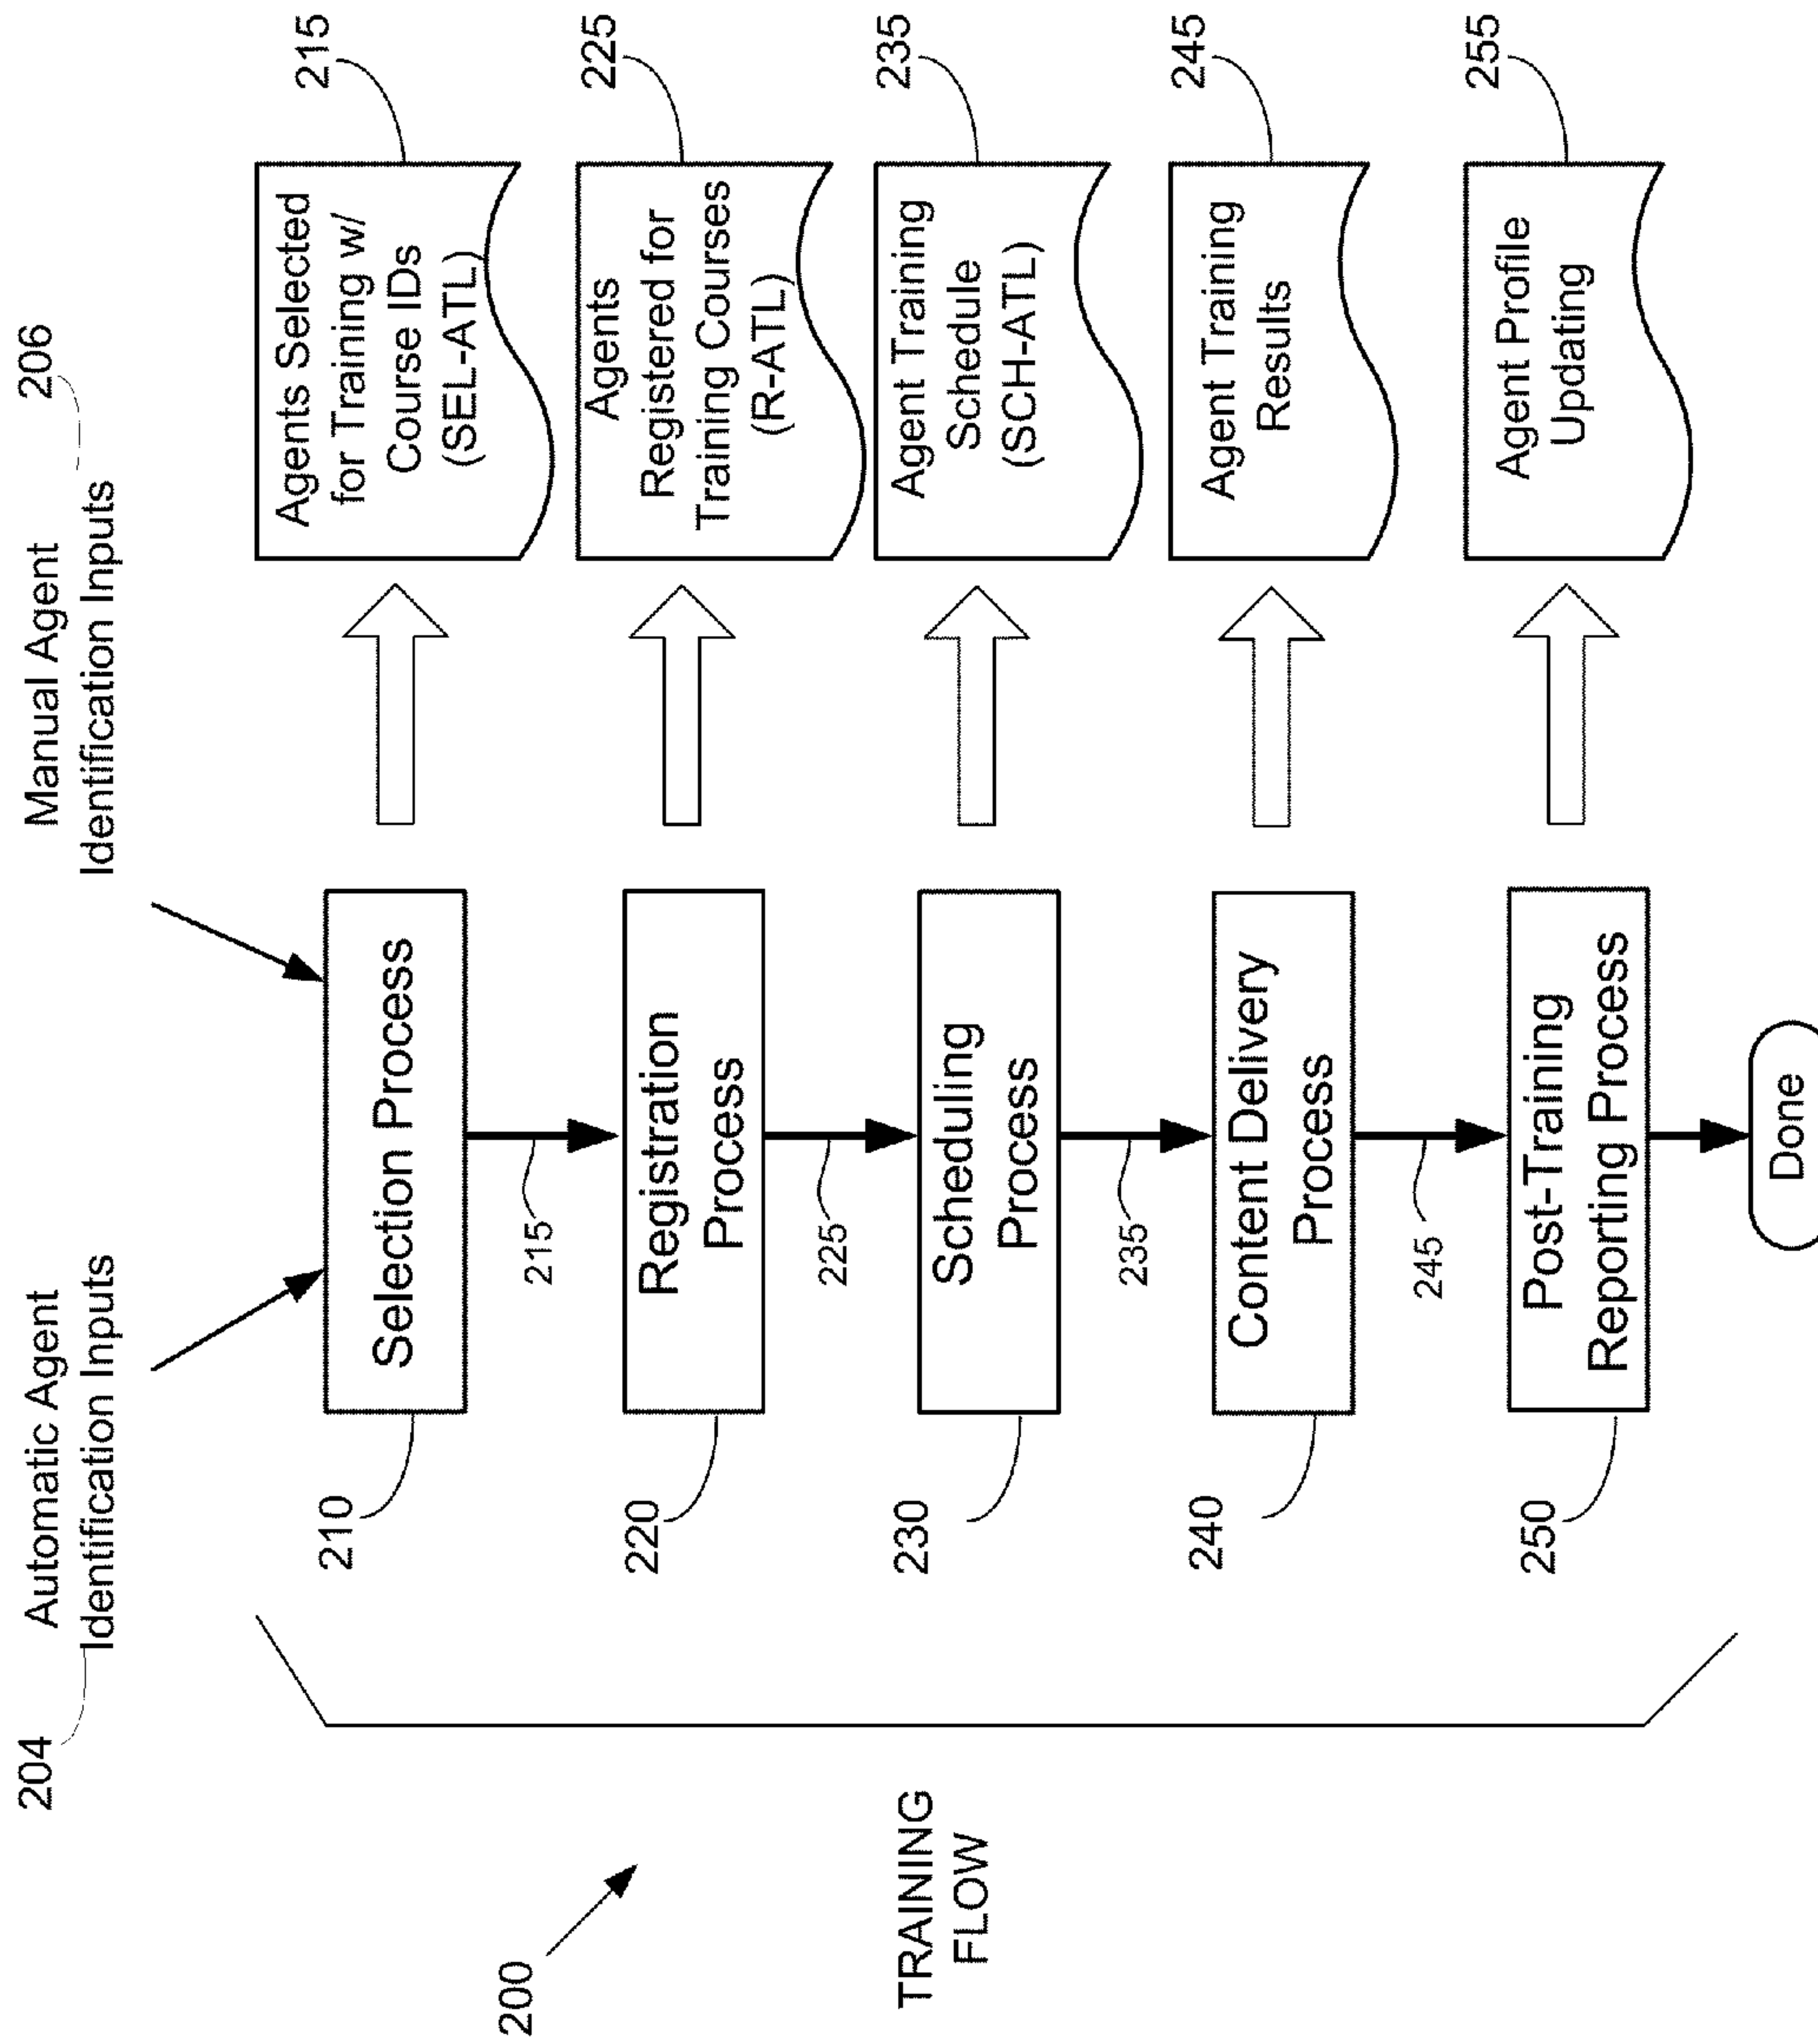 204
Automatic Agent
Identification Inputs
Manual Agent
Identification Inputs
206
200
TRAINING
FLOW
210
Selection Process
Agents Selected
for Training w/
Course IDs
(SEL-ATL)
215
215
220
Registration
Process
Agents
Registered for
Training Courses
(R-ATL)
225
225
230
Scheduling
Process
Agent Training
Schedule
(SCH-ATL)
235
235
240
Content Delivery
Process
Agent Training
Results
245
245
250
Post-Training
Reporting Process
Agent Profile
Updating
255
Done